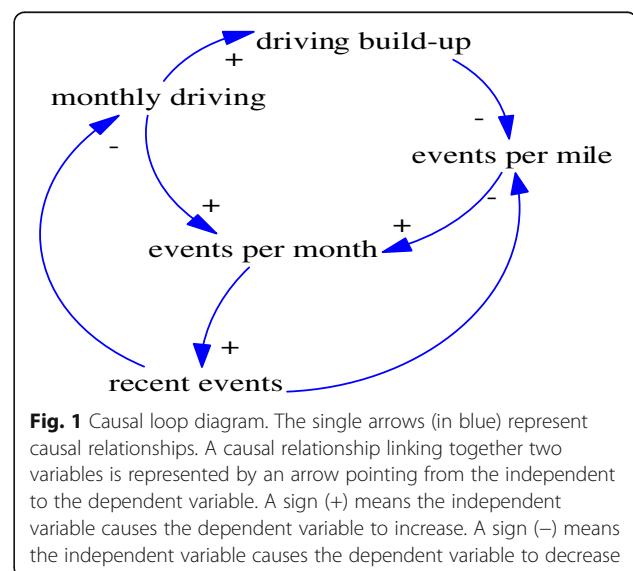 driving build-up
+
monthly driving
-
-
events per mile
-
+
+
events per month
+
recent events
Fig. 1 Causal loop diagram. The single arrows (in blue) represent
causal relationships. A causal relationship linking together two
variables is represented by an arrow pointing from the independent
to the dependent variable. A sign (+) means the independent
variable causes the dependent variable to increase. A sign (−) means
the independent variable causes the dependent variable to decrease